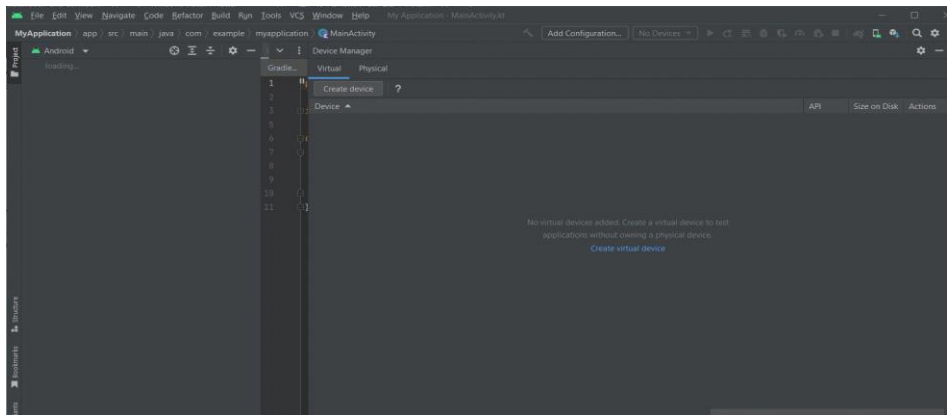 File Edit View Navigate Code Refactor Build Run Tools VCS Window Help My Application - MainActivity.kt
MyApplication app src main java com example myapplication MainActivity Add Configuration... No Devices
Project Android Device Manager
loading...
Gradle... Virtual Physical
Create device ?
Device API Size on Disk Actions
1
2
3
5
6
7
8
9
10
11
No virtual devices added. Create a virtual device to test
applications without owning a physical device.
Create virtual device
Structure
Bookmarks